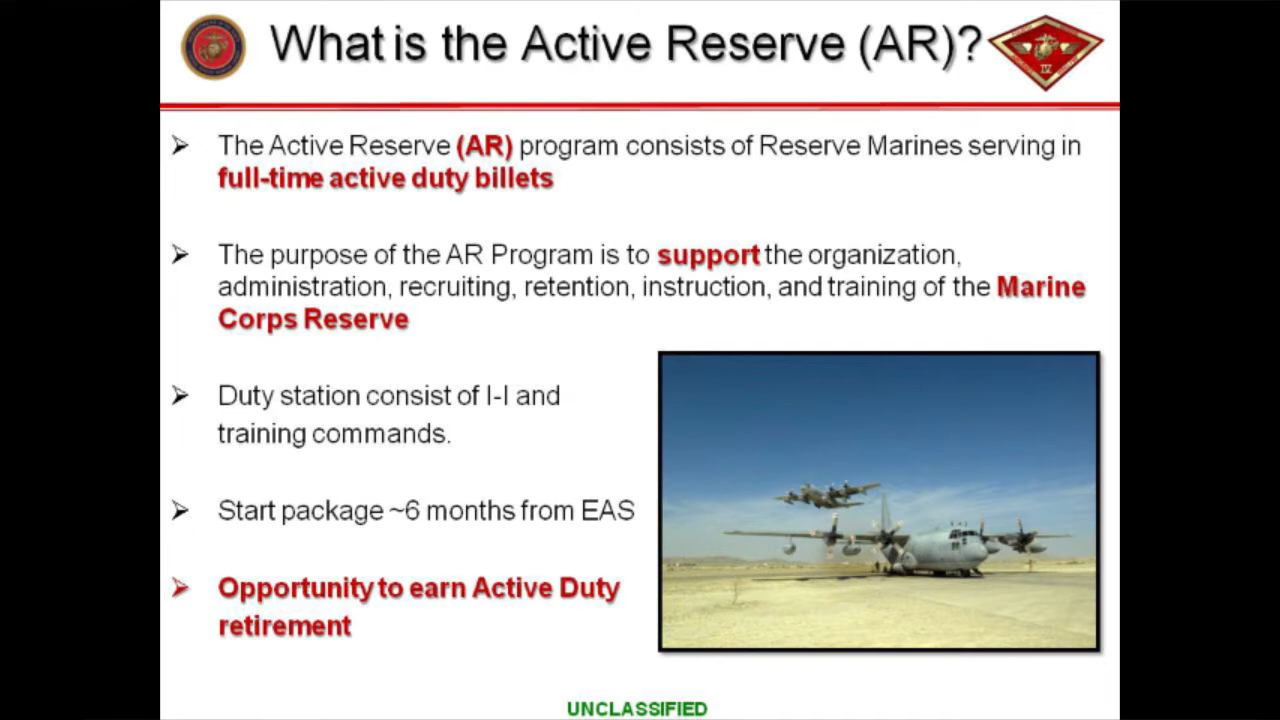 What is the Active Reserve (AR)?
IV
➢ The Active Reserve (AR) program consists of Reserve Marines serving in
full-time active duty billets
➢ The purpose of the AR Program is to support the organization,
administration, recruiting, retention, instruction, and training of the Marine
Corps Reserve
➢ Duty station consist of I-I and
training commands.
➢ Start package ~6 months from EAS
➢ Opportunity to earn Active Duty
retirement
UNCLASSIFIED